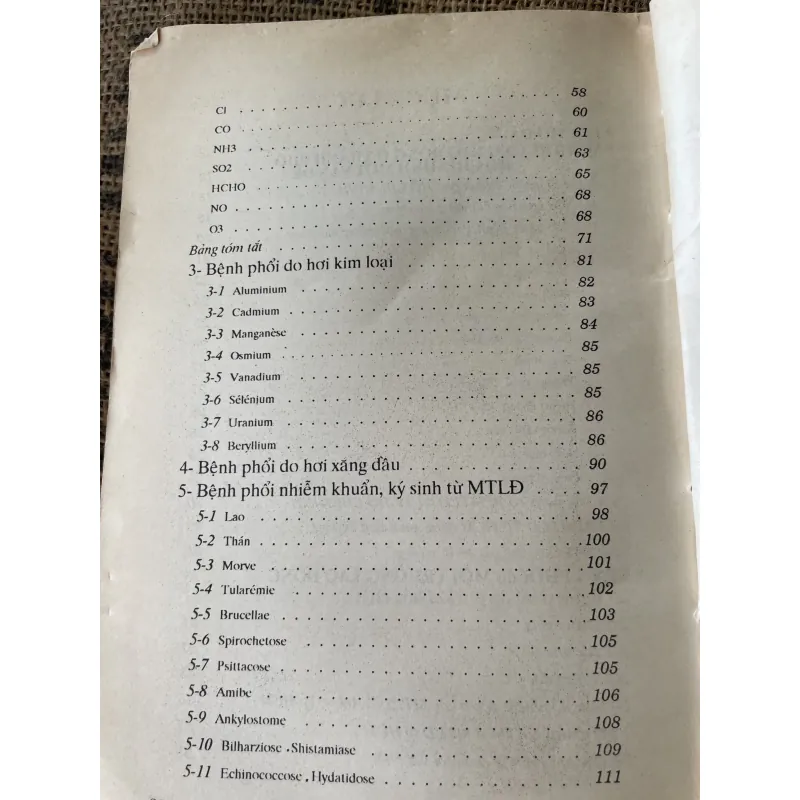 Cl . . . . . . . . . . . . . . . . . . . . . . . . . . 58
CO . . . . . . . . . . . . . . . . . . . . . . . . . . 60
NH3 . . . . . . . . . . . . . . . . . . . . . . . . . . 61
SO2 . . . . . . . . . . . . . . . . . . . . . . . . . . 63
HCHO . . . . . . . . . . . . . . . . . . . . . . . . . . 65
NO . . . . . . . . . . . . . . . . . . . . . . . . . . 68
O3 . . . . . . . . . . . . . . . . . . . . . . . . . . 68
Bảng tóm tắt . . . . . . . . . . . . . . . . . . . . . . 71
3- Bệnh phổi do hơi kim loại . . . . . . . . . . . . . 81
3-1 Aluminium . . . . . . . . . . . . . . . . . . . . 82
3-2 Cadmium . . . . . . . . . . . . . . . . . . . . 83
3-3 Manganèse . . . . . . . . . . . . . . . . . . . . 84
3-4 Osmium . . . . . . . . . . . . . . . . . . . . 85
3-5 Vanadium . . . . . . . . . . . . . . . . . . . . 85
3-6 Sélénjum . . . . . . . . . . . . . . . . . . . . 85
3-7 Uranium . . . . . . . . . . . . . . . . . . . . 86
3-8 Beryllium . . . . . . . . . . . . . . . . . . . . 86
4- Bệnh phổi do hơi xăng dầu . . . . . . . . . . . . 90
5- Bệnh phổi nhiễm khuẩn, ký sinh từ MTLĐ . . . . 97
5-1 Lao . . . . . . . . . . . . . . . . . . . . . . 98
5-2 Thán . . . . . . . . . . . . . . . . . . . . . . 100
5-3 Morve . . . . . . . . . . . . . . . . . . . . . . 101
5-4 Tularémie . . . . . . . . . . . . . . . . . . . . 102
5-5 Brucellae . . . . . . . . . . . . . . . . . . . . 103
5-6 Spirochetose . . . . . . . . . . . . . . . . . . 105
5-7 Psittacose . . . . . . . . . . . . . . . . . . . . 105
5-8 Amibe . . . . . . . . . . . . . . . . . . . . . . 106
5-9 Ankylostome . . . . . . . . . . . . . . . . . . 108
5-10 Bilharziose .Shistamiase . . . . . . . . . . . . 109
5-11 Echinococcose , Hydatidose . . . . . . . . . . . 111